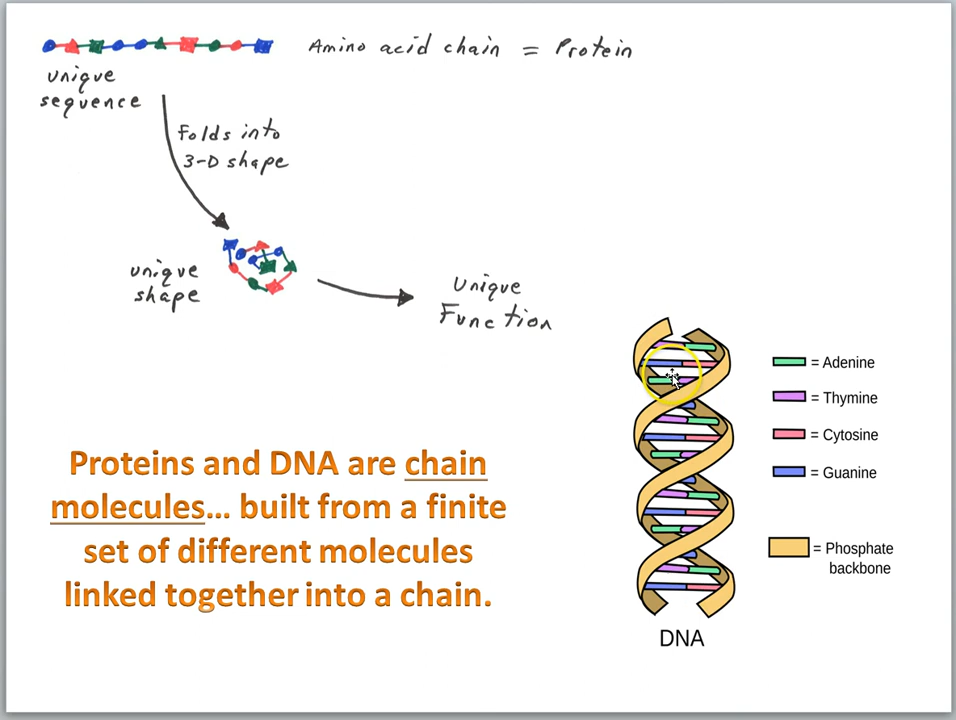 Amino acid chain = Protein
unique
sequence
Folds into
3-D shape
unique
shape
Unique
Function
Proteins and DNA are chain
molecules... built from a finite
set of different molecules
linked together into a chain.
= Adenine
= Thymine
= Cytosine
= Guanine
= Phosphate
backbone
DNA